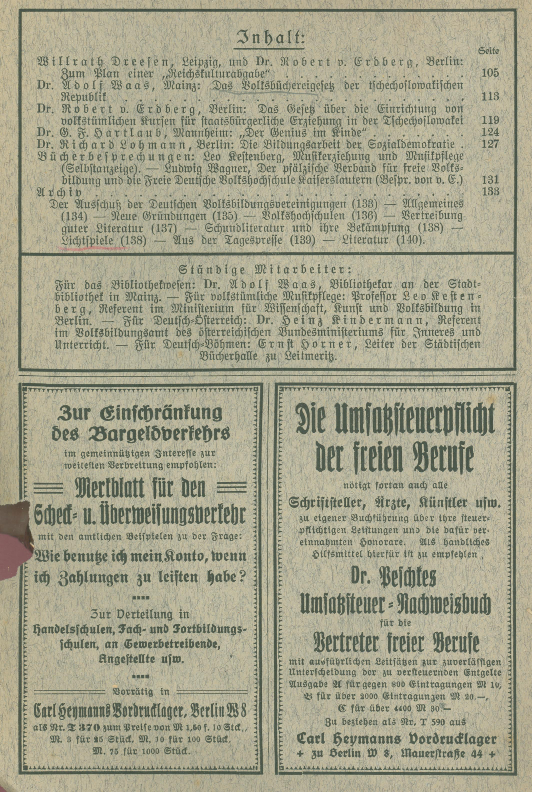 Inhalt:
Seite
Willrath Dreesen, Leipzig, und Dr. Robert v. Erdberg, Berlin:
Zum Plan einer „Reichskulturabgabe“ . . . . . . . . . . 105
Dr. Adolf Waas, Mainz: Das Volksbüchereigesetz der tschechoslowakischen
Republik . . . . . . . . . . 113
Dr. Robert v. Erdberg, Berlin: Das Gesetz über die Einrichtung von
volkstümlichen Kursen für staatsbürgerliche Erziehung in der Tschechoslowakei 119
Dr. G. F. Hartlaub, Mannheim: „Der Genius im Kinde“ . . . . 124
Dr. Richard Lohmann, Berlin: Die Bildungsarbeit der Sozialdemokratie . 127
Bücherbesprechungen: Leo Kestenberg, Musikerziehung und Musikpflege
(Selbstanzeige). — Ludwig Wagner, Der pfälzische Verband für freie Volks-
bildung und die Freie Deutsche Volkshochschule Kaiserslautern (Bespr. von v. E.) 131
Archiv . . . . . . . . . . 133
Der Ausschuß der Deutschen Volksbildungsvereinigungen (133) — Allgemeines
(134) — Neue Gründungen (135) — Volkshochschulen (136) — Vertreibung
guter Literatur (137) — Schundliteratur und ihre Bekämpfung (138) —
Lichtspiele (138) — Aus der Tagespresse (139) — Literatur (140).
Ständige Mitarbeiter:
Für das Bibliothekwesen: Dr. Adolf Waas, Bibliothekar an der Stadt-
bibliothek in Mainz. — Für volkstümliche Musikpflege: Professor Leo Kesten-
berg, Referent im Ministerium für Wissenschaft, Kunst und Volksbildung in
Berlin. — Für Deutsch-Österreich: Dr. Heinz Kindermann, Referent
im Volksbildungsamt des österreichischen Bundesministeriums für Inneres und
Unterricht. — Für Deutsch-Böhmen: Ernst Horner, Leiter der Städtischen
Bücherhalle zu Leitmeritz.
Zur Einschränkung
des Bargeldverkehrs
im gemeinnützigen Interesse zur
weitesten Verbreitung empfohlen:
Merkblatt für den
Scheck- u. Überweisungsverkehr
mit den amtlichen Beispielen zu der Frage:
Wie benutze ich mein Konto, wenn
ich Zahlungen zu leisten habe?
Zur Verteilung in
Handelsschulen, Fach- und Fortbildungs-
schulen, an Gewerbetreibende,
Angestellte usw.
Vorrätig in
Carl Heymanns Vordrucklager, Berlin W 8
als Nr. T 370 zum Preise von M 1,50 f. 10 Stck.
M. 3 für 25 Stück, M. 10 für 100 Stück.
M. 75 für 1000 Stück.
Die Umsatzsteuerpflicht
der freien Berufe
nötigt fortan auch alle
Schriftsteller, Ärzte, Künstler usw.
zu eigener Buchführung über ihre steuer-
pflichtigen Leistungen und die dafür ver-
einnahmten Honorare. Als handliches
Hilfsmittel hierfür ist zu empfehlen
Dr. Peschkes
Umsatzsteuer-Nachweisbuch
für die
Vertreter freier Berufe
mit ausführlichen Leitsätzen zur zuverlässigen
Unterscheidung der zu versteuernden Entgelte
Ausgabe A für gegen 800 Eintragungen M 10,
B für über 2000 Eintragungen M 20.—,
C für über 4400 M 30—
Zu beziehen als Nr. T 590 aus
Carl Heymanns Vordrucklager
+ zu Berlin W 8, Mauerstraße 44 +